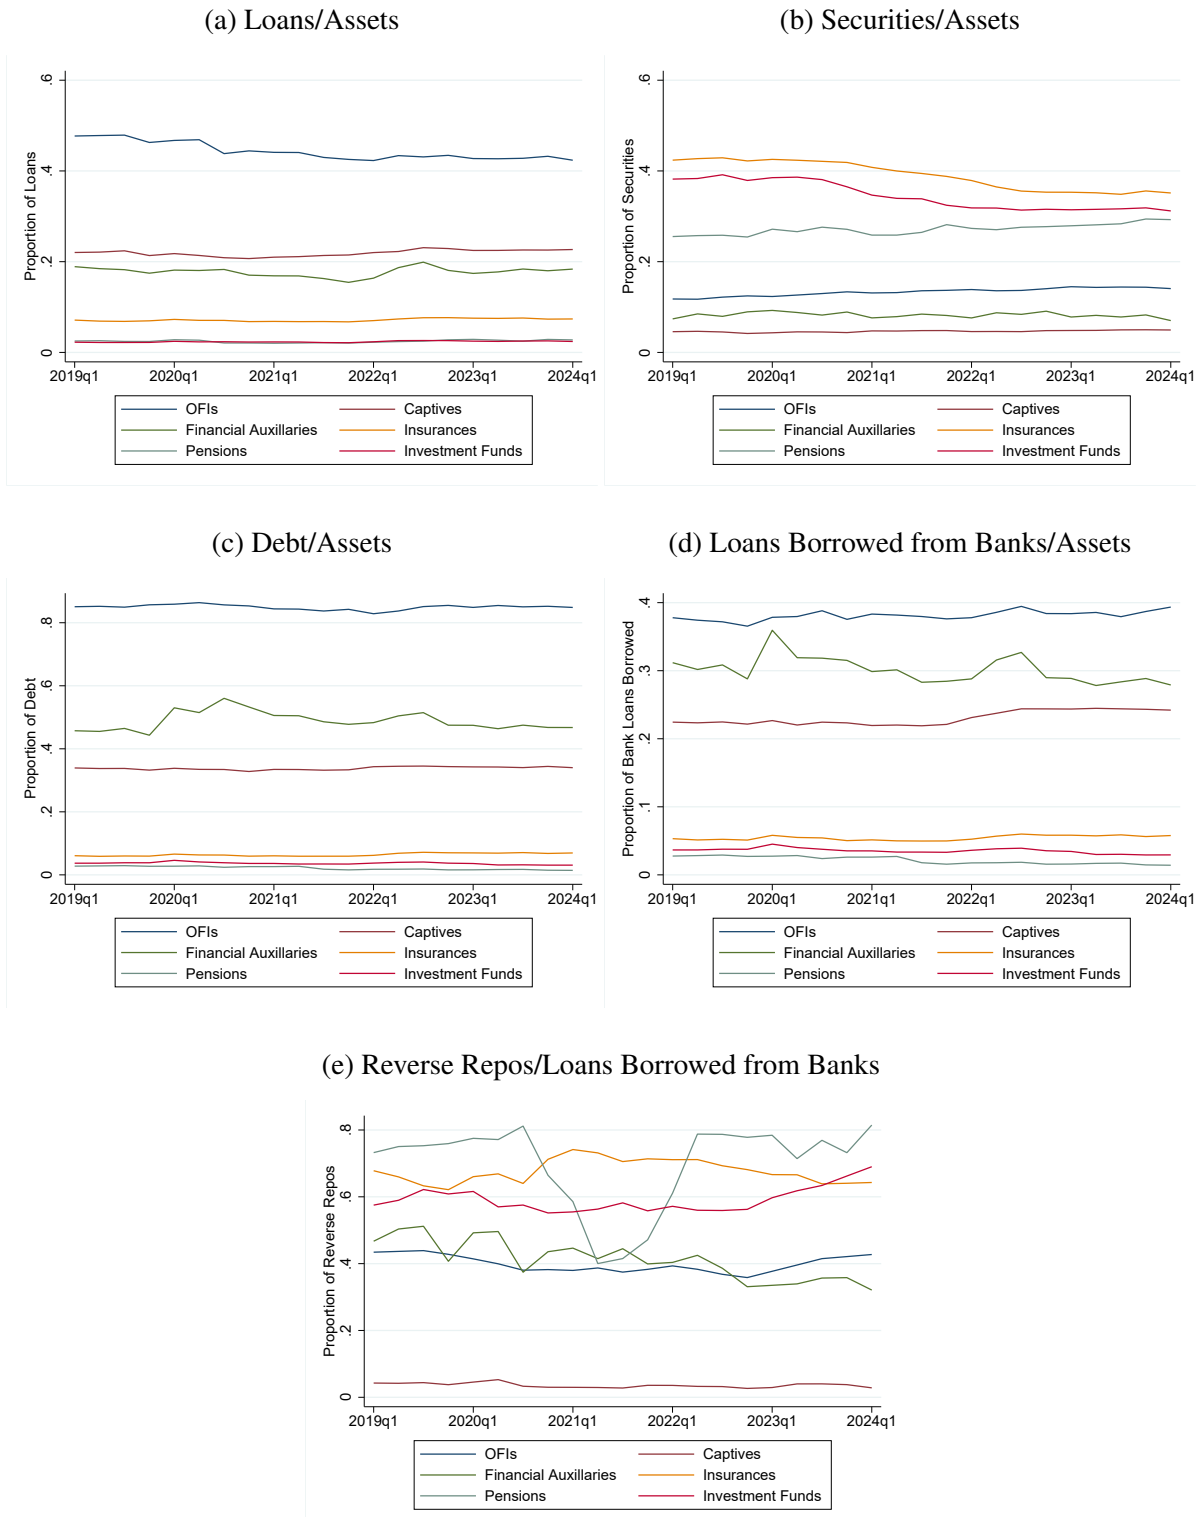 (a) Loans/Assets
(b) Securities/Assets
Proportion of Loans
.6
.4
.2
0
2019q1 2020q1 2021q1 2022q1 2023q1 2024q1
OFIs Captives
Financial Auxillaries Insurances
Pensions Investment Funds
Proportion of Securities
.6
.4
.2
0
2019q1 2020q1 2021q1 2022q1 2023q1 2024q1
OFIs Captives
Financial Auxillaries Insurances
Pensions Investment Funds
(c) Debt/Assets
(d) Loans Borrowed from Banks/Assets
Proportion of Debt
.8
.6
.4
.2
0
2019q1 2020q1 2021q1 2022q1 2023q1 2024q1
OFIs Captives
Financial Auxillaries Insurances
Pensions Investment Funds
Proportion of Bank Loans Borrowed
.4
.3
.2
.1
0
2019q1 2020q1 2021q1 2022q1 2023q1 2024q1
OFIs Captives
Financial Auxillaries Insurances
Pensions Investment Funds
(e) Reverse Repos/Loans Borrowed from Banks
Proportion of Reverse Repos
.8
.6
.4
.2
0
2019q1 2020q1 2021q1 2022q1 2023q1 2024q1
OFIs Captives
Financial Auxillaries Insurances
Pensions Investment Funds